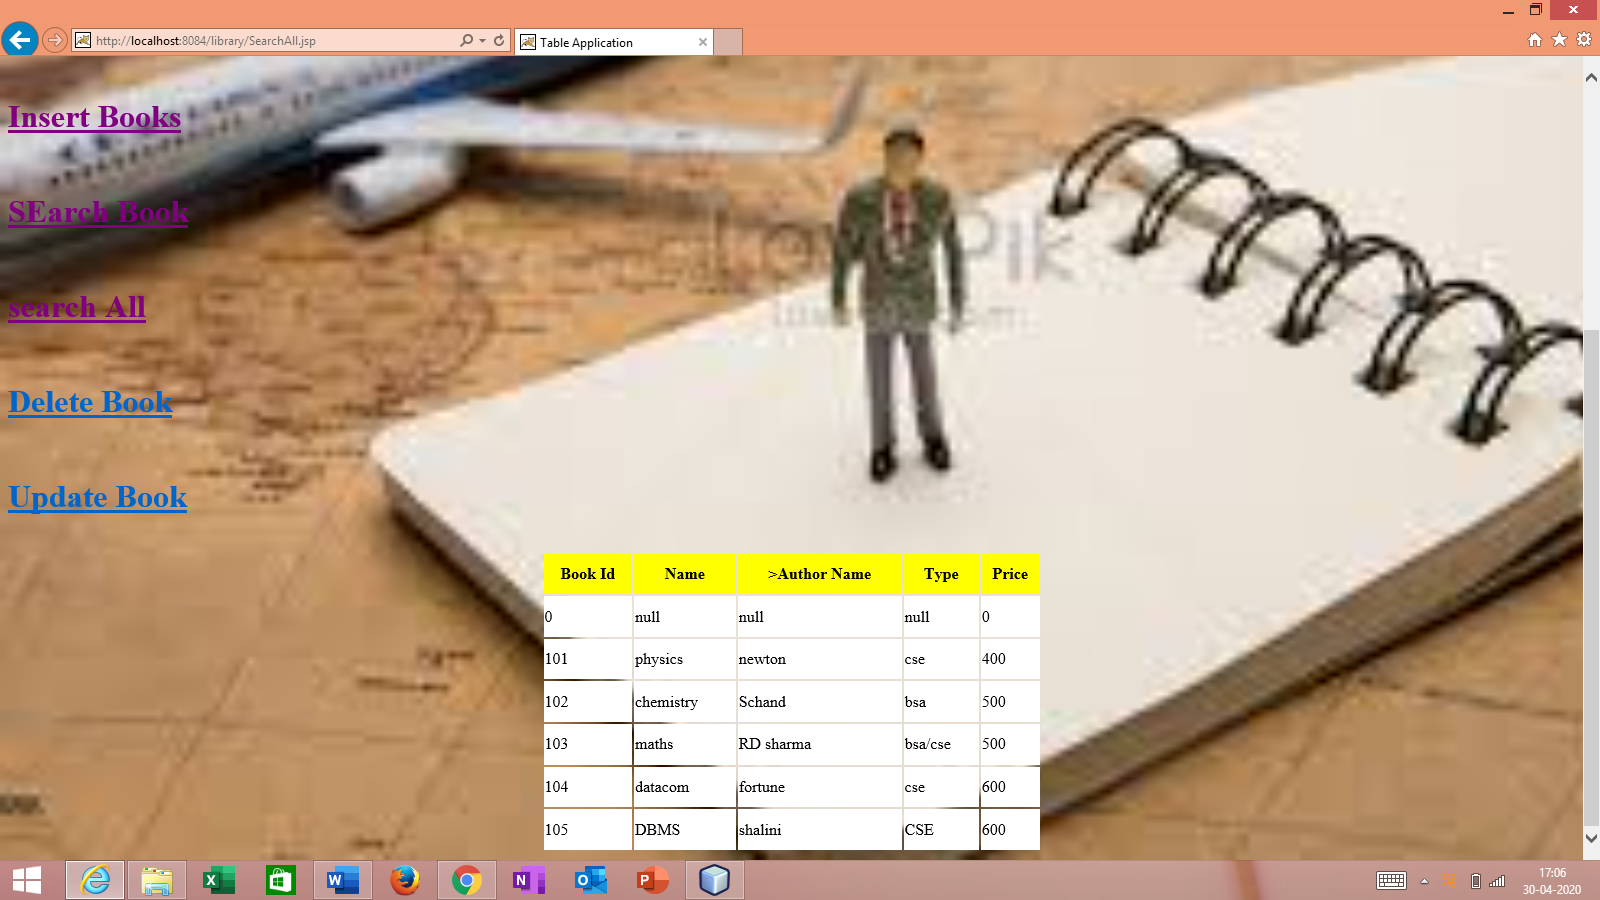 http://localhost:8084/library/SearchAll.jsp
Table Application
Insert Books
SEarch Book
search All
Delete Book
Update Book
Book Id Name >Author Name Type Price
0 null null null 0
101 physics newton cse 400
102 chemistry Schand bsa 500
103 maths RD sharma bsa/cse 500
104 datacom fortune cse 600
105 DBMS shalini CSE 600
17:06
30-04-2020